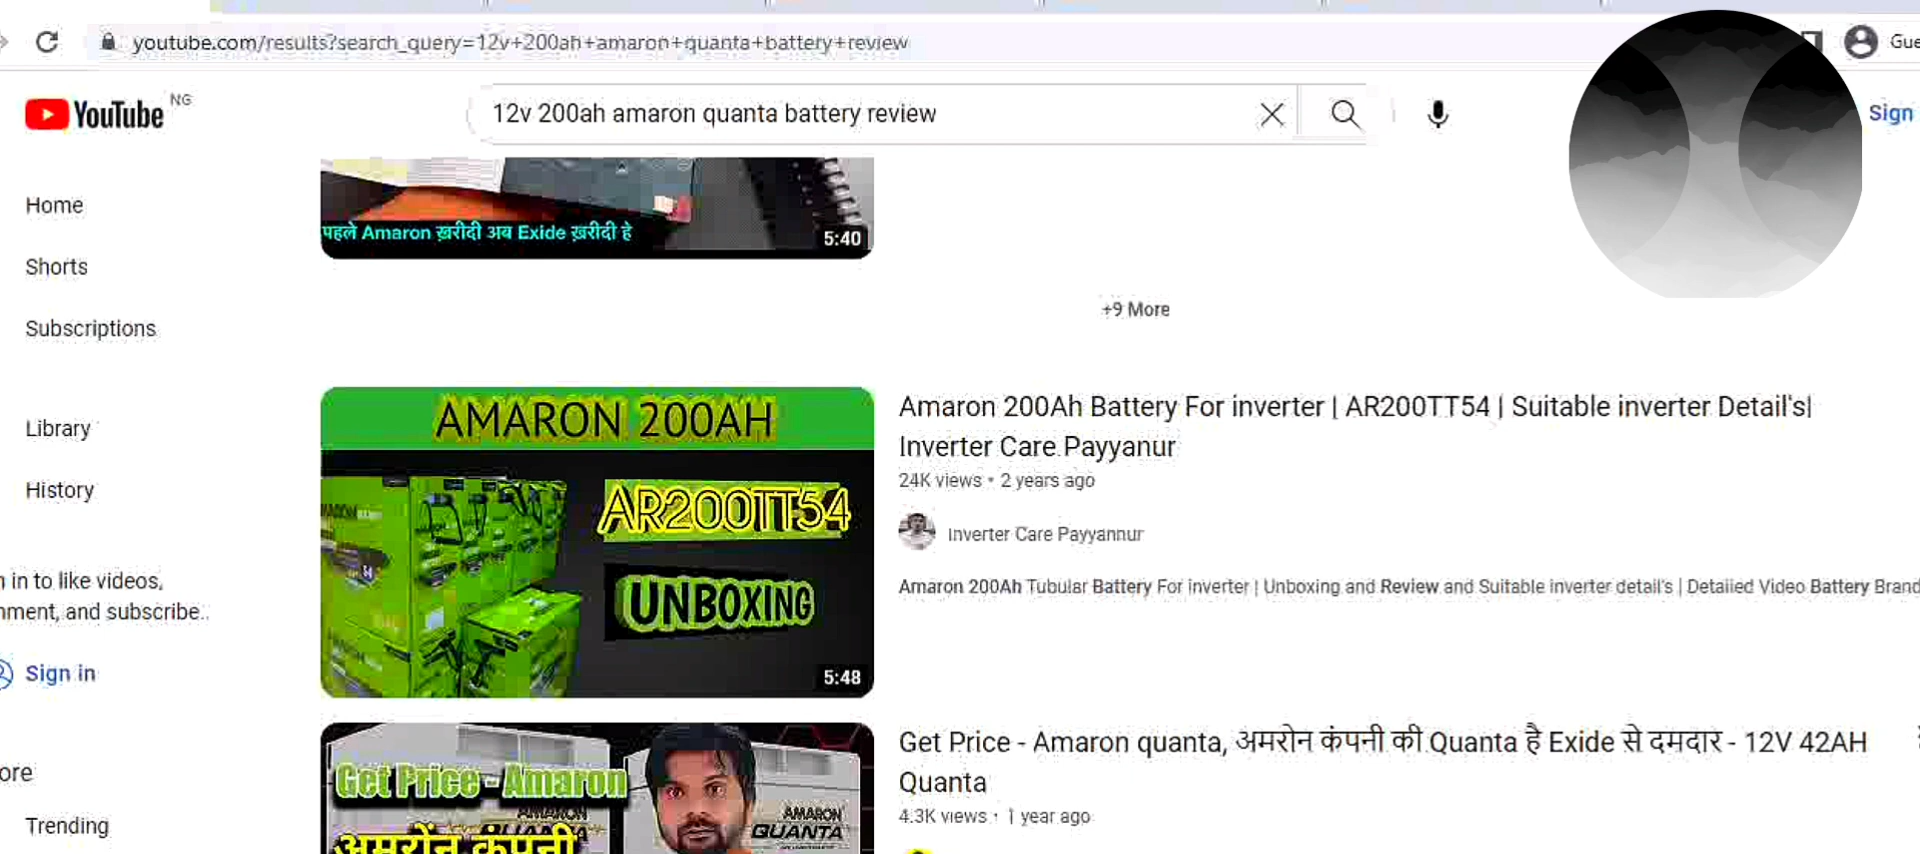 youtube.com/results?search_query=12v+200ah+amaron+quanta+battery+review
Gue
YouTube NG
12v 200ah amaron quanta battery review
Sign
Home
Shorts
Subscriptions
Library
History
n in to like videos,
nment, and subscribe.
Sign in
ore
Trending
पहले Amaron ख़रीदी अब Exide ख़रीदी हे
5:40
+9 More
AMARON 200AH
AR200TT54
UNBOXING
5:48
Amaron 200Ah Battery For inverter | AR200TT54 | Suitable inverter Detail's|
Inverter Care Payyanur
24K views • 2 years ago
Inverter Care Payyannur
Amaron 200Ah Tubular Battery For inverter | Unboxing and Review and Suitable inverter detail's | Detailed Video Battery Brand
Get Price - Amaron
अमरोंन कंपनी
AMARON
QUANTA
Get Price - Amaron quanta, अमरोन कंपनी की Quanta है Exide से दमदार - 12V 42AH
Quanta
4.3K views • 1 year ago